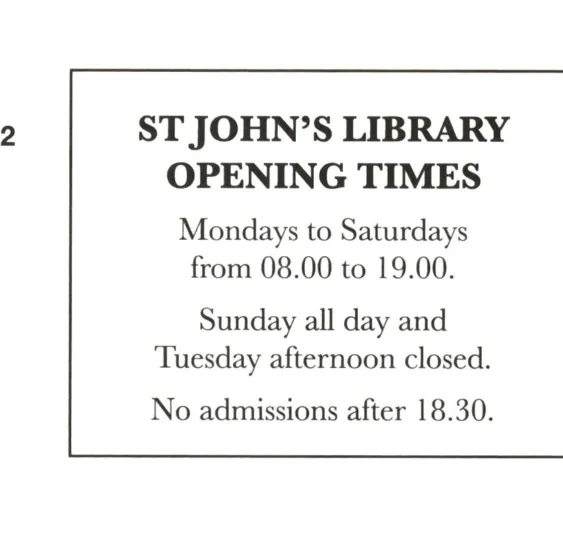 2
ST JOHN'S LIBRARY
OPENING TIMES
Mondays to Saturdays
from 08.00 to 19.00.
Sunday all day and
Tuesday afternoon closed.
No admissions after 18.30.